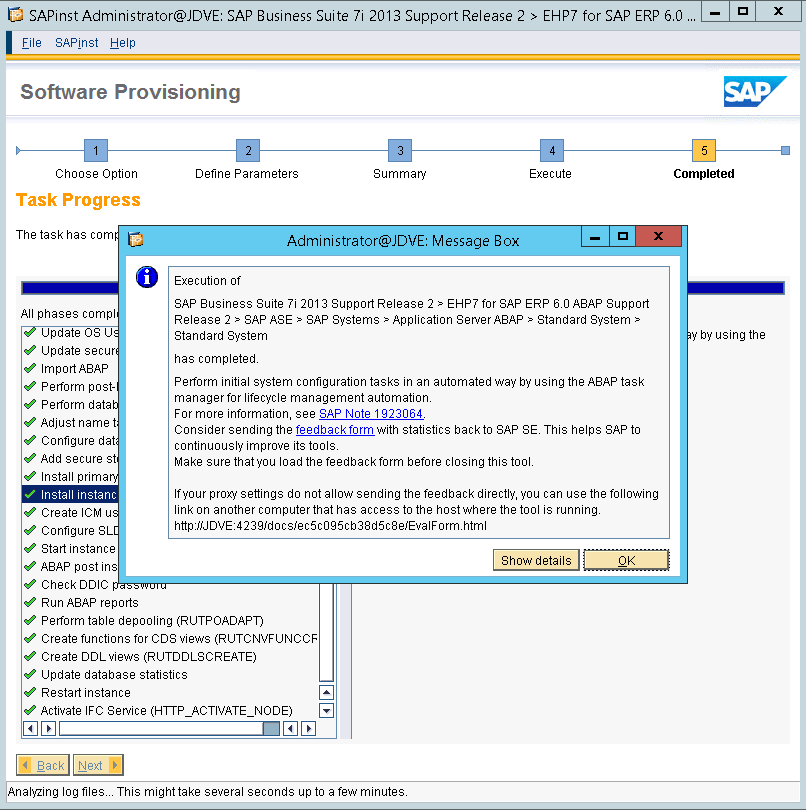 SAPinst Administrator@JDVE: SAP Business Suite 7i 2013 Support Release 2 > EHP7 for SAP ERP 6.0 ...
File SAPinst Help
Software Provisioning
SAP
1 2 3 4 5
Choose Option Define Parameters Summary Execute Completed
Task Progress
The task has comp
Administrator@JDVE: Message Box
Execution of
SAP Business Suite 7i 2013 Support Release 2 > EHP7 for SAP ERP 6.0 ABAP Support
Release 2 > SAP ASE > SAP Systems > Application Server ABAP > Standard System >
Standard System
has completed.
Perform initial system configuration tasks in an automated way by using the ABAP task
manager for lifecycle management automation.
For more information, see SAP Note 1923064.
Consider sending the feedback form with statistics back to SAP SE. This helps SAP to
continuously improve its tools.
Make sure that you load the feedback form before closing this tool.
If your proxy settings do not allow sending the feedback directly, you can use the following
link on another computer that has access to the host where the tool is running.
http://JDVE:4239/docs/ec5c095cb38d5c8e/EvalForm.html
Show details OK
All phases comple
ay by using the
Update OS Us
Update secure
Import ABAP
Perform post-
Perform datab
Adjust name t
Configure data
Add secure sto
Install primary
Install instanc
Create ICM us
Configure SLD
Start instance
ABAP post ins
Check DDIC password
Run ABAP reports
Perform table depooling (RUTPOADAPT)
Create functions for CDS views (RUTCNVFUNCCR
Create DDL views (RUTDDLSCREATE)
Update database statistics
Restart instance
Activate IFC Service (HTTP_ACTIVATE_NODE)
Back Next
Analyzing log files... This might take several seconds up to a few minutes.